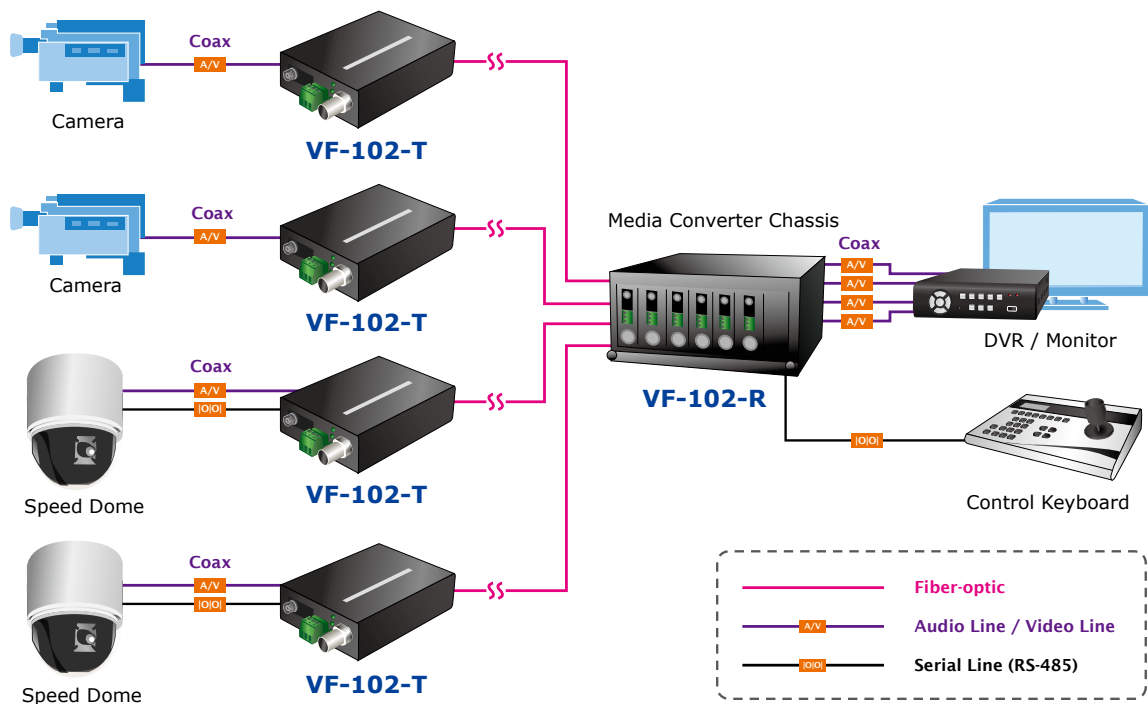 Coax
A/V
Camera
VF-102-T
Coax
A/V
Camera
VF-102-T
Coax
A/V
|O|O|
Speed Dome
VF-102-T
Coax
A/V
|O|O|
Speed Dome
VF-102-T
Media Converter Chassis
VF-102-R
Coax
A/V
A/V
A/V
A/V
DVR / Monitor
|O|O|
Control Keyboard
Fiber-optic
A/V
Audio Line / Video Line
|O|O|
Serial Line (RS-485)